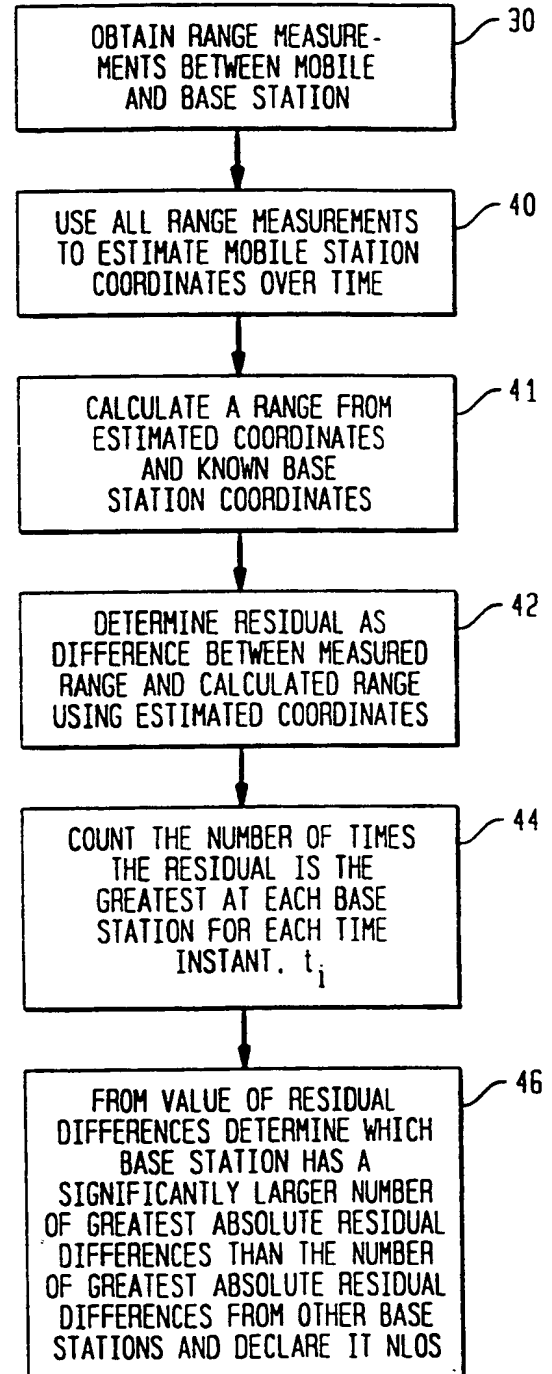 OBTAIN RANGE MEASURE-
MENTS BETWEEN MOBILE
AND BASE STATION
30
USE ALL RANGE MEASUREMENTS
TO ESTIMATE MOBILE STATION
COORDINATES OVER TIME
40
CALCULATE A RANGE FROM
ESTIMATED COORDINATES
AND KNOWN BASE
STATION COORDINATES
41
DETERMINE RESIDUAL AS
DIFFERENCE BETWEEN MEASURED
RANGE AND CALCULATED RANGE
USING ESTIMATED COORDINATES
42
COUNT THE NUMBER OF TIMES
THE RESIDUAL IS THE
GREATEST AT EACH BASE
STATION FOR EACH TIME
INSTANT. ti
44
FROM VALUE OF RESIDUAL
DIFFERENCES DETERMINE WHICH
BASE STATION HAS A
SIGNIFICANTLY LARGER NUMBER
OF GREATEST ABSOLUTE RESIDUAL
DIFFERENCES THAN THE NUMBER
OF GREATEST ABSOLUTE RESIDUAL
DIFFERENCES FROM OTHER BASE
STATIONS AND DECLARE IT NLOS
46